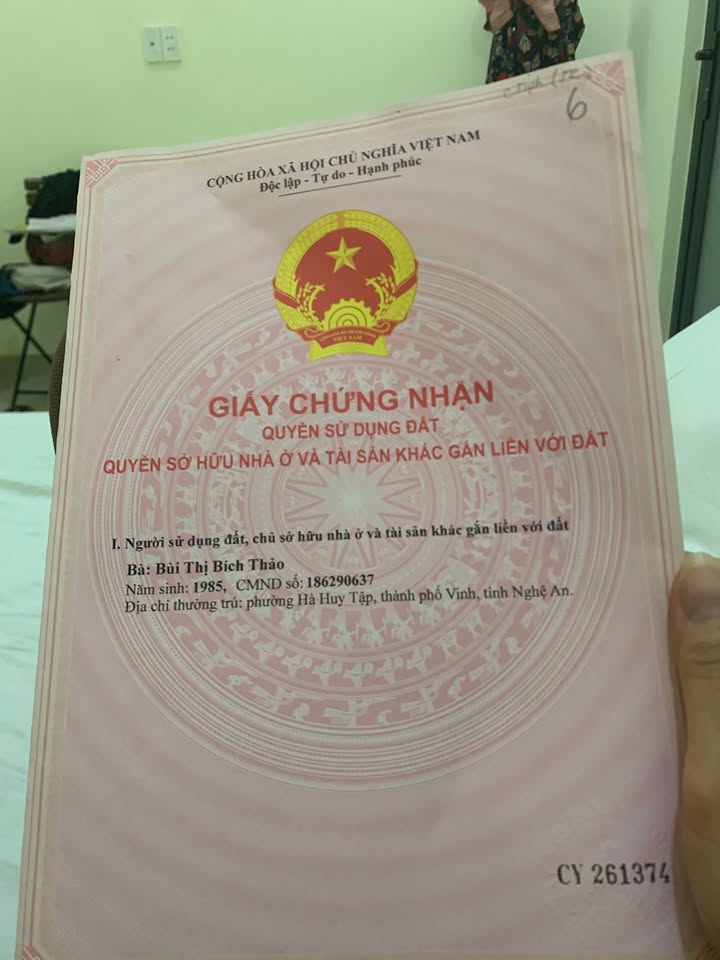 6
CỘNG HÒA XÃ HỘI CHỦ NGHĨA VIỆT NAM
Độc lập - Tự do - Hạnh phúc
VIỆT NAM
GIẤY CHỨNG NHẬN
QUYỀN SỬ DỤNG ĐẤT
QUYỀN SỞ HỮU NHÀ Ở VÀ TÀI SẢN KHÁC GẮN LIỀN VỚI ĐẤT
I. Người sử dụng đất, chủ sở hữu nhà ở và tài sản khác gắn liền với đất
Bà: Bùi Thị Bích Thảo
Năm sinh: 1985, CMND số: 186290637
Địa chỉ thường trú: phường Hà Huy Tập, thành phố Vinh, tỉnh Nghệ An.
CY 261374